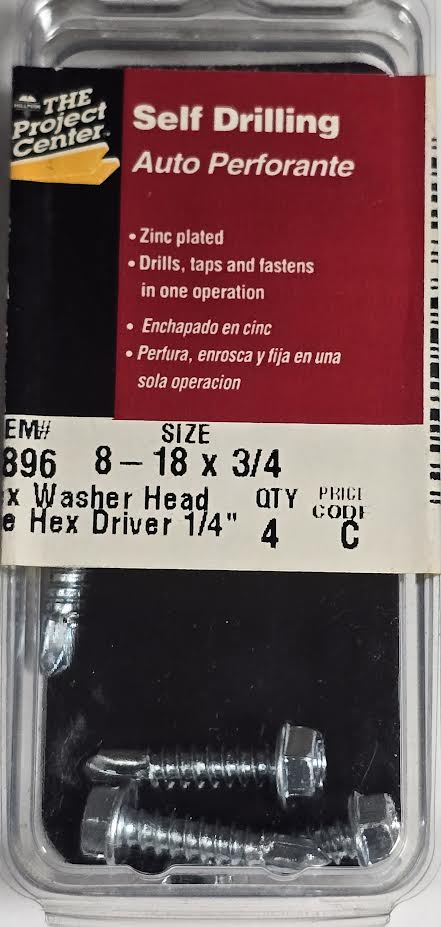 HILLMAN
THE
Project
Center
Self Drilling
Auto Perforante
• Zinc plated
• Drills, taps and fastens
in one operation
• Enchapado en cinc
• Perfura, enrosca y fija en una
sola operacion
EM# SIZE
896 8-18 x 3/4
x Washer Head QTY PRICE
e Hex Driver 1/4" 4 CODE
C